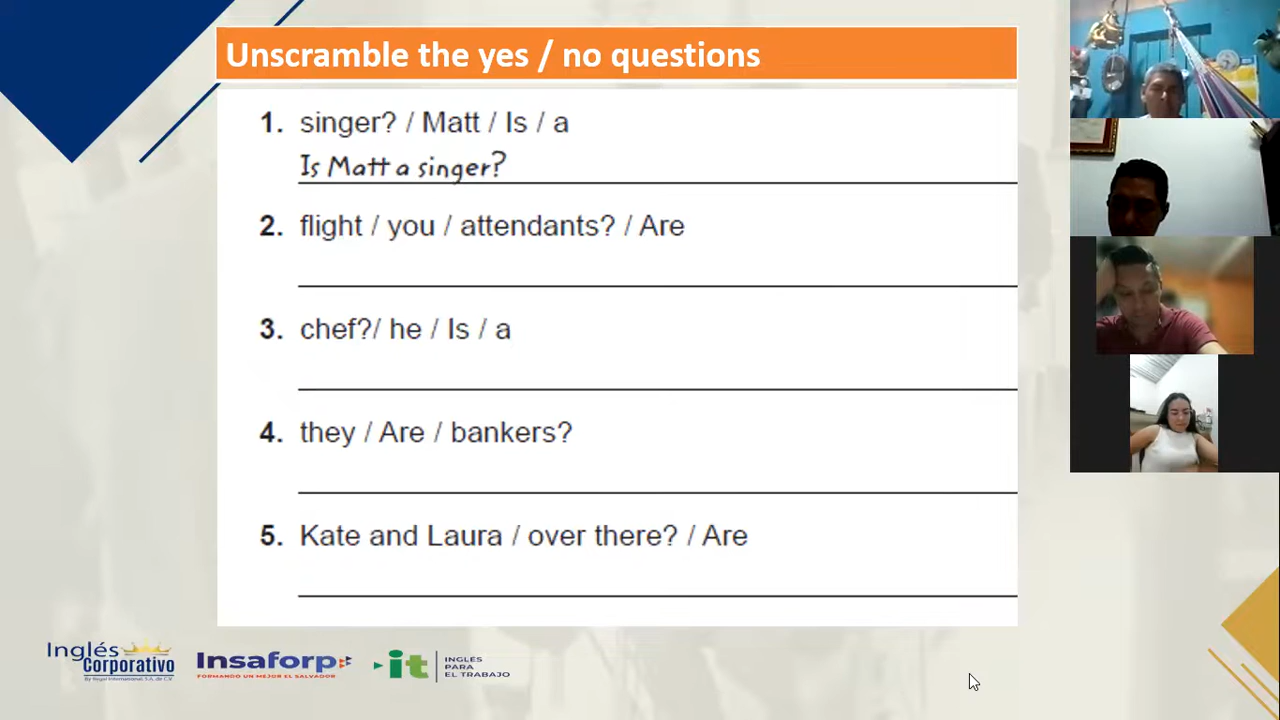 Unscramble the yes / no questions
1. singer? / Matt / Is / a
Is Matt a singer?
2. flight / you / attendants? / Are
3. chef?/ he / Is / a
4. they / Are / bankers?
5. Kate and Laura / over there? / Are
Inglés
Corporativo
Insaforp
FORMANDO UN MEJOR EL SALVADOR
it
INGLÉS
PARA
EL TRABAJO